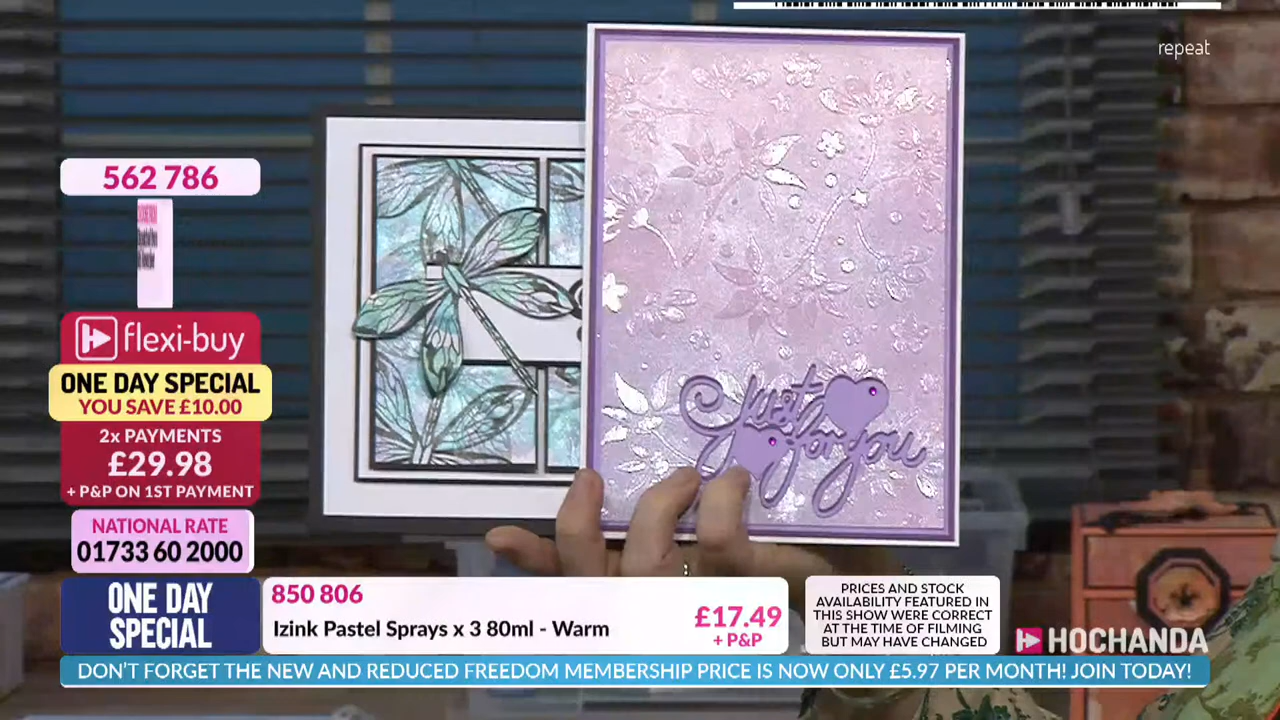 repeat
562 786
flexi-buy
ONE DAY SPECIAL
YOU SAVE £10.00
2x PAYMENTS
£29.98
+ P&P ON 1ST PAYMENT
NATIONAL RATE
01733 60 2000
Just
for you
ONE DAY
SPECIAL
850 806
Izink Pastel Sprays x 3 80ml - Warm
£17.49
+ P&P
PRICES AND STOCK
AVAILABILITY FEATURED IN
THIS SHOW WERE CORRECT
AT THE TIME OF FILMING
BUT MAY HAVE CHANGED
HOCHANDA
DON'T FORGET THE NEW AND REDUCED FREEDOM MEMBERSHIP PRICE IS NOW ONLY £5.97 PER MONTH! JOIN TODAY!